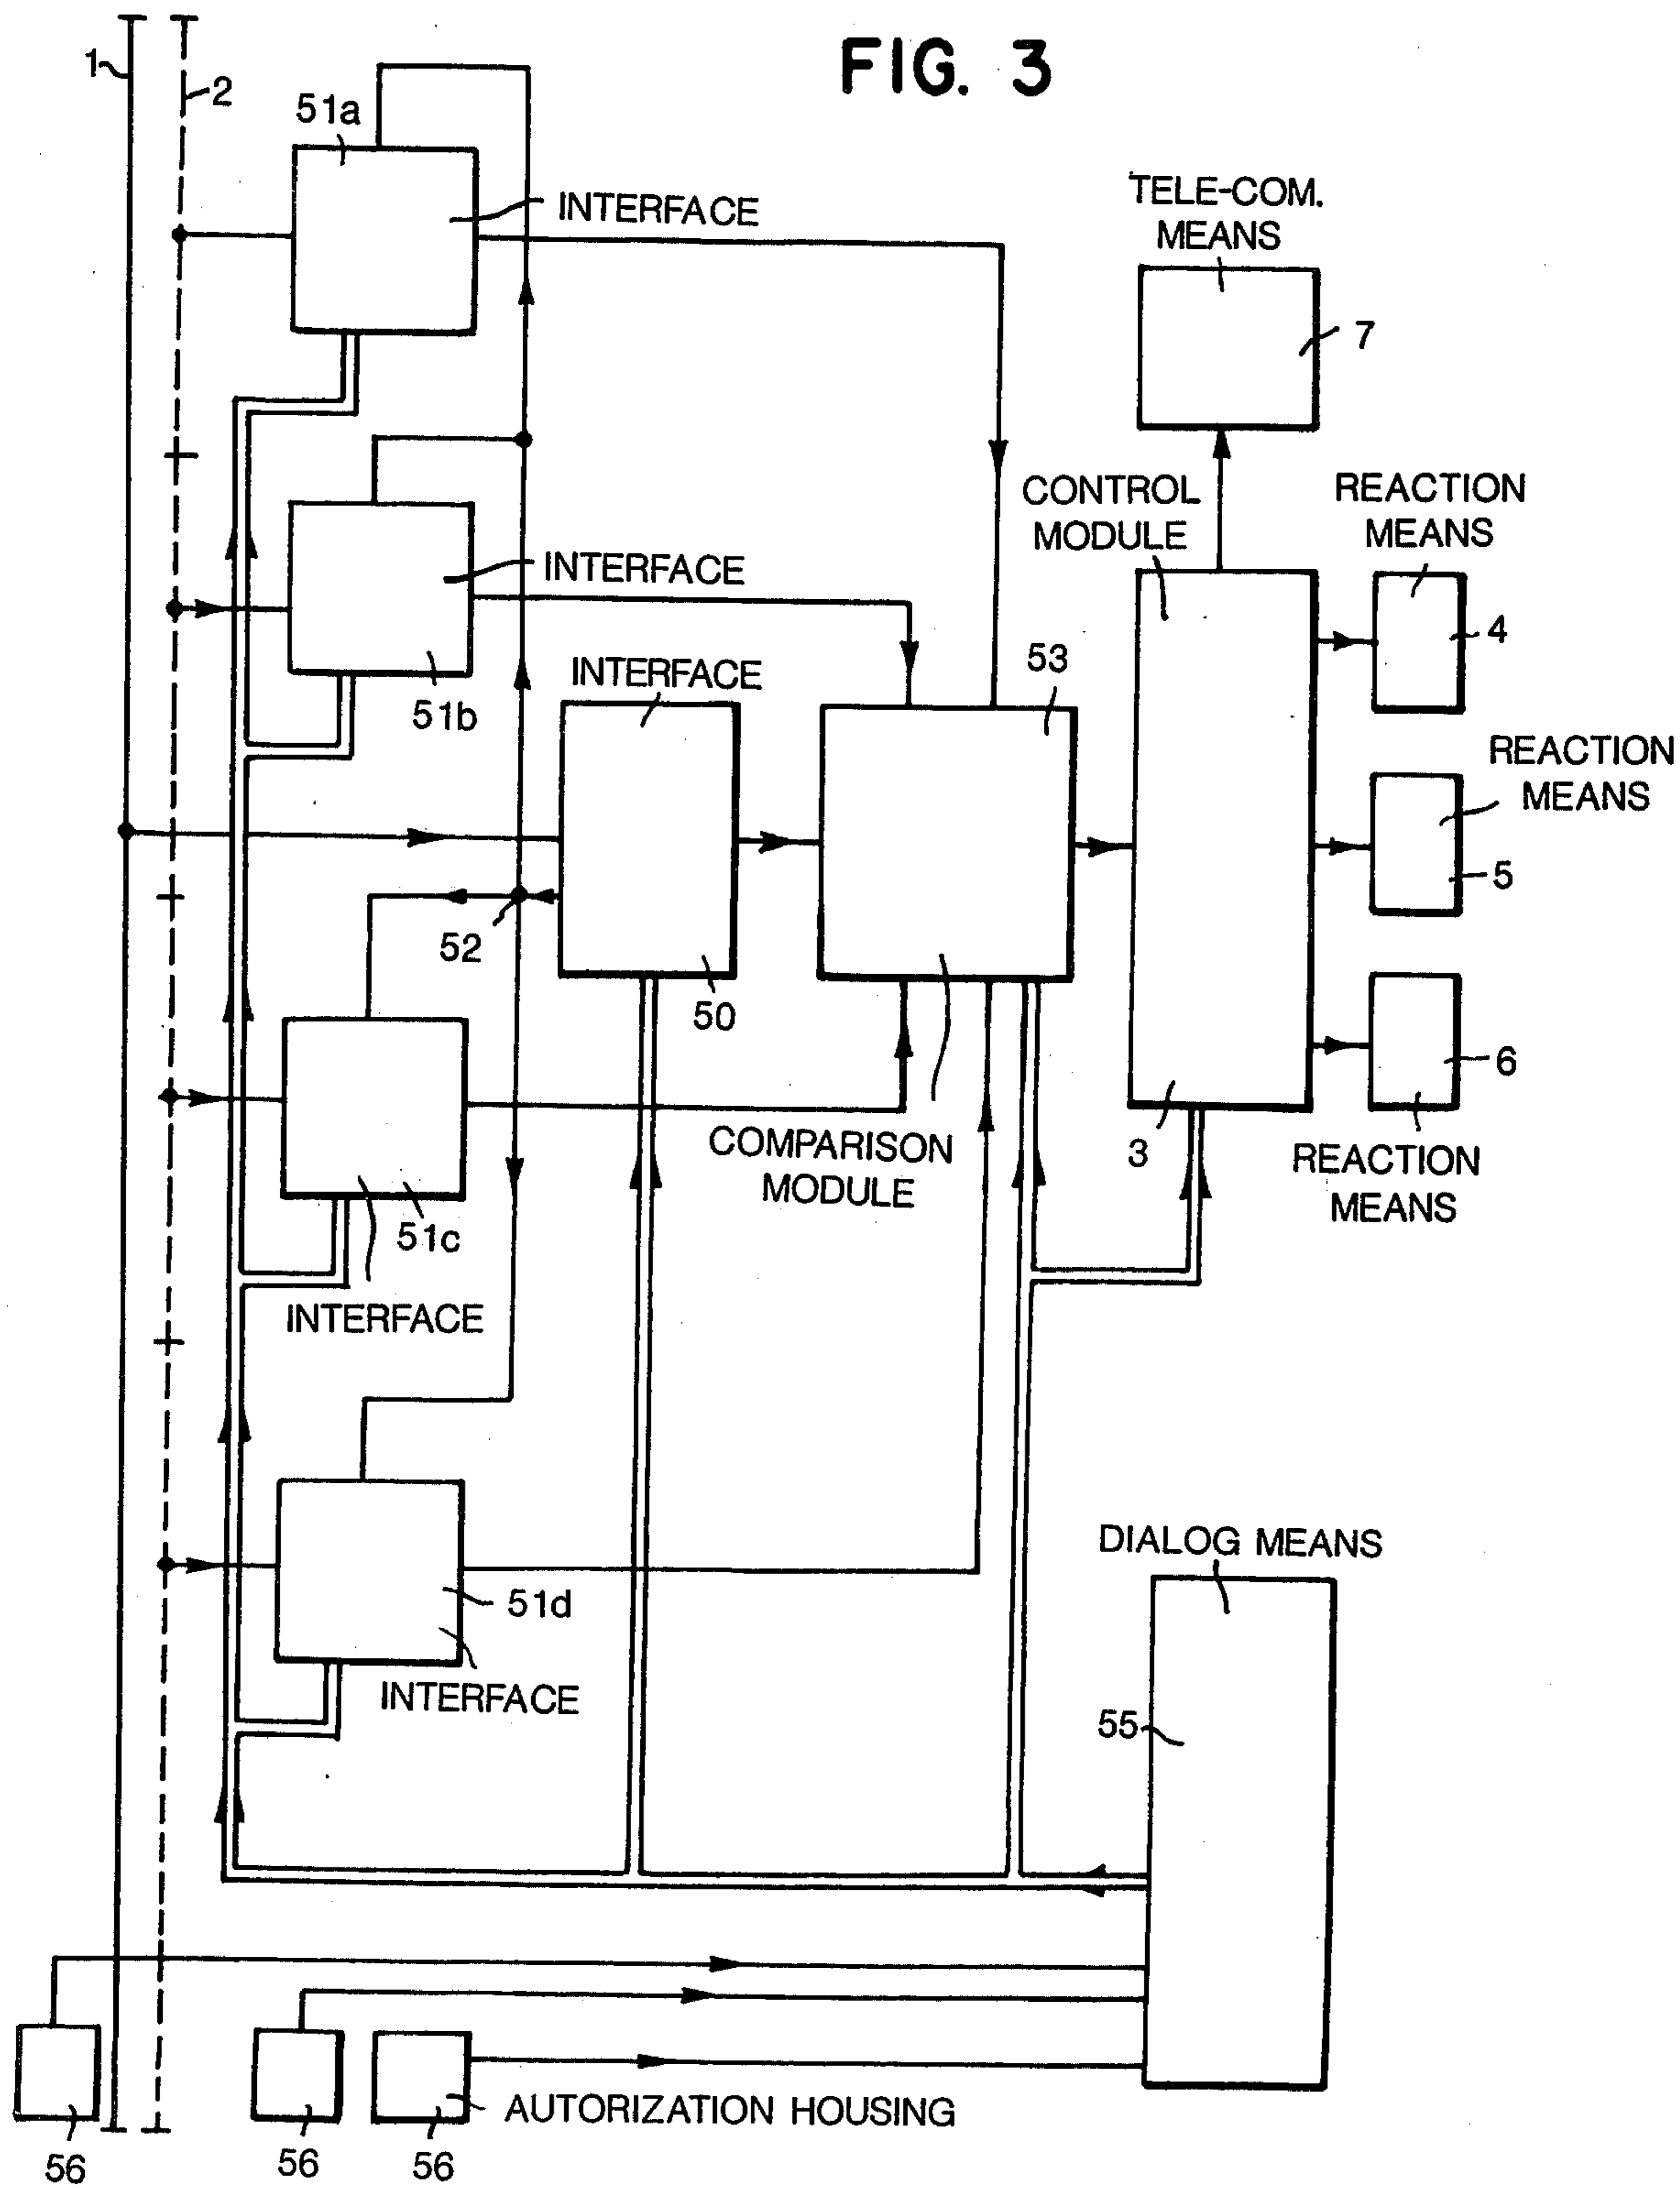 FIG. 3
1
2
51a
INTERFACE
TELE-COM.
MEANS
7
CONTROL
MODULE
REACTION
MEANS
INTERFACE
4
53
INTERFACE
51b
REACTION
MEANS
5
52
50
6
COMPARISON
MODULE
3
REACTION
MEANS
51c
INTERFACE
DIALOG MEANS
51d
INTERFACE
55
AUTORIZATION HOUSING
56
56
56